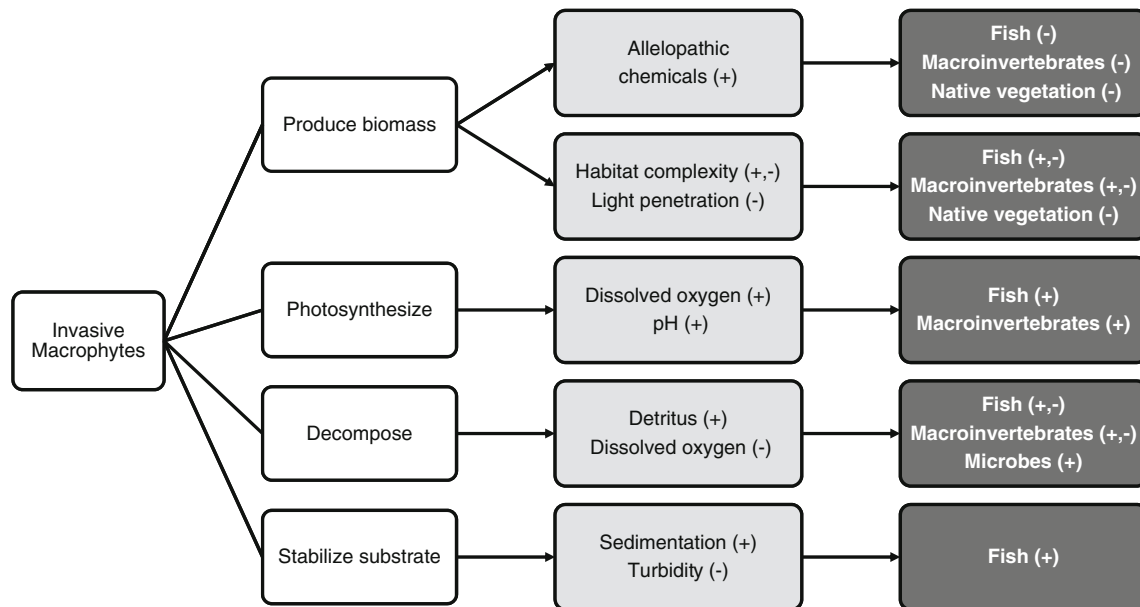 Invasive
Macrophytes
Produce biomass
Photosynthesize
Decompose
Stabilize substrate
Allelopathic
chemicals (+)
Habitat complexity (+,-)
Light penetration (-)
Dissolved oxygen (+)
pH (+)
Detritus (+)
Dissolved oxygen (-)
Sedimentation (+)
Turbidity (-)
Fish (-)
Macroinvertebrates (-)
Native vegetation (-)
Fish (+,-)
Macroinvertebrates (+,-)
Native vegetation (-)
Fish (+)
Macroinvertebrates (+)
Fish (+,-)
Macroinvertebrates (+,-)
Microbes (+)
Fish (+)